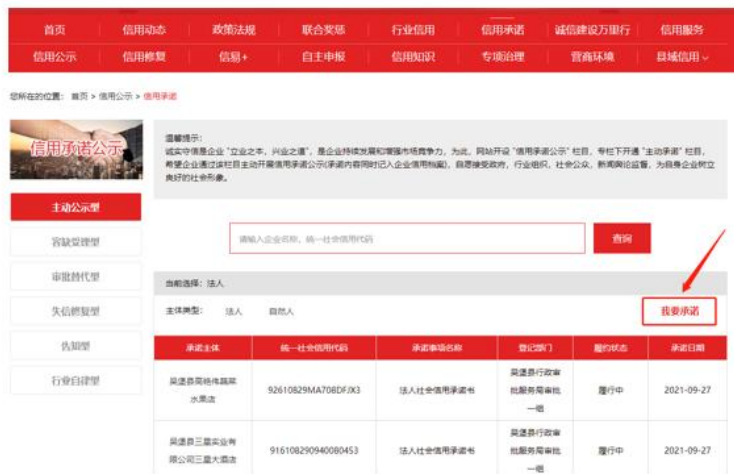 首页 信用动态 政策法规 联合奖惩 行业信用 信用承诺 诚信建设万里行 信用服务
信用公示 信用修复 信易+ 自主申报 信用知识 专项治理 营商环境 县域信用
您所在的位置： 首页 > 信用公示 > 信用承诺
信用承诺公示
温馨提示：
诚实守信是企业“立业之本，兴业之道”，是企业持续发展和增强市场竞争力，为此，网站开设“信用承诺公示”栏目，专栏下开通“主动承诺”栏目，
希望企业通过该栏目主动开展信用承诺公示(承诺内容同时记入企业信用档案)，自愿接受政府，行业组织，社会公众，新闻舆论监督，为自身企业树立
良好的社会形象。
主动公示型
容缺受理型
审批替代型
失信修复型
告知型
行业自律型
请输入企业名称、统一社会信用代码
查询
当前选择：法人
主体类型： 法人 自然人
我要承诺
承诺主体 统一社会信用代码 承诺事项名称 登记部门 履约状态 承诺日期
吴堡县 蔬菜
水果店
92610829MA708DFJX3 法人社会信用承诺书
吴堡县行政审
批服务局审批
一组
履行中 2021-09-27
吴堡县三星实业有
限公司三星大酒店
916108290940080453 法人社会信用承诺书
吴堡县行政审
批服务局审批
一组
履行中 2021-09-27